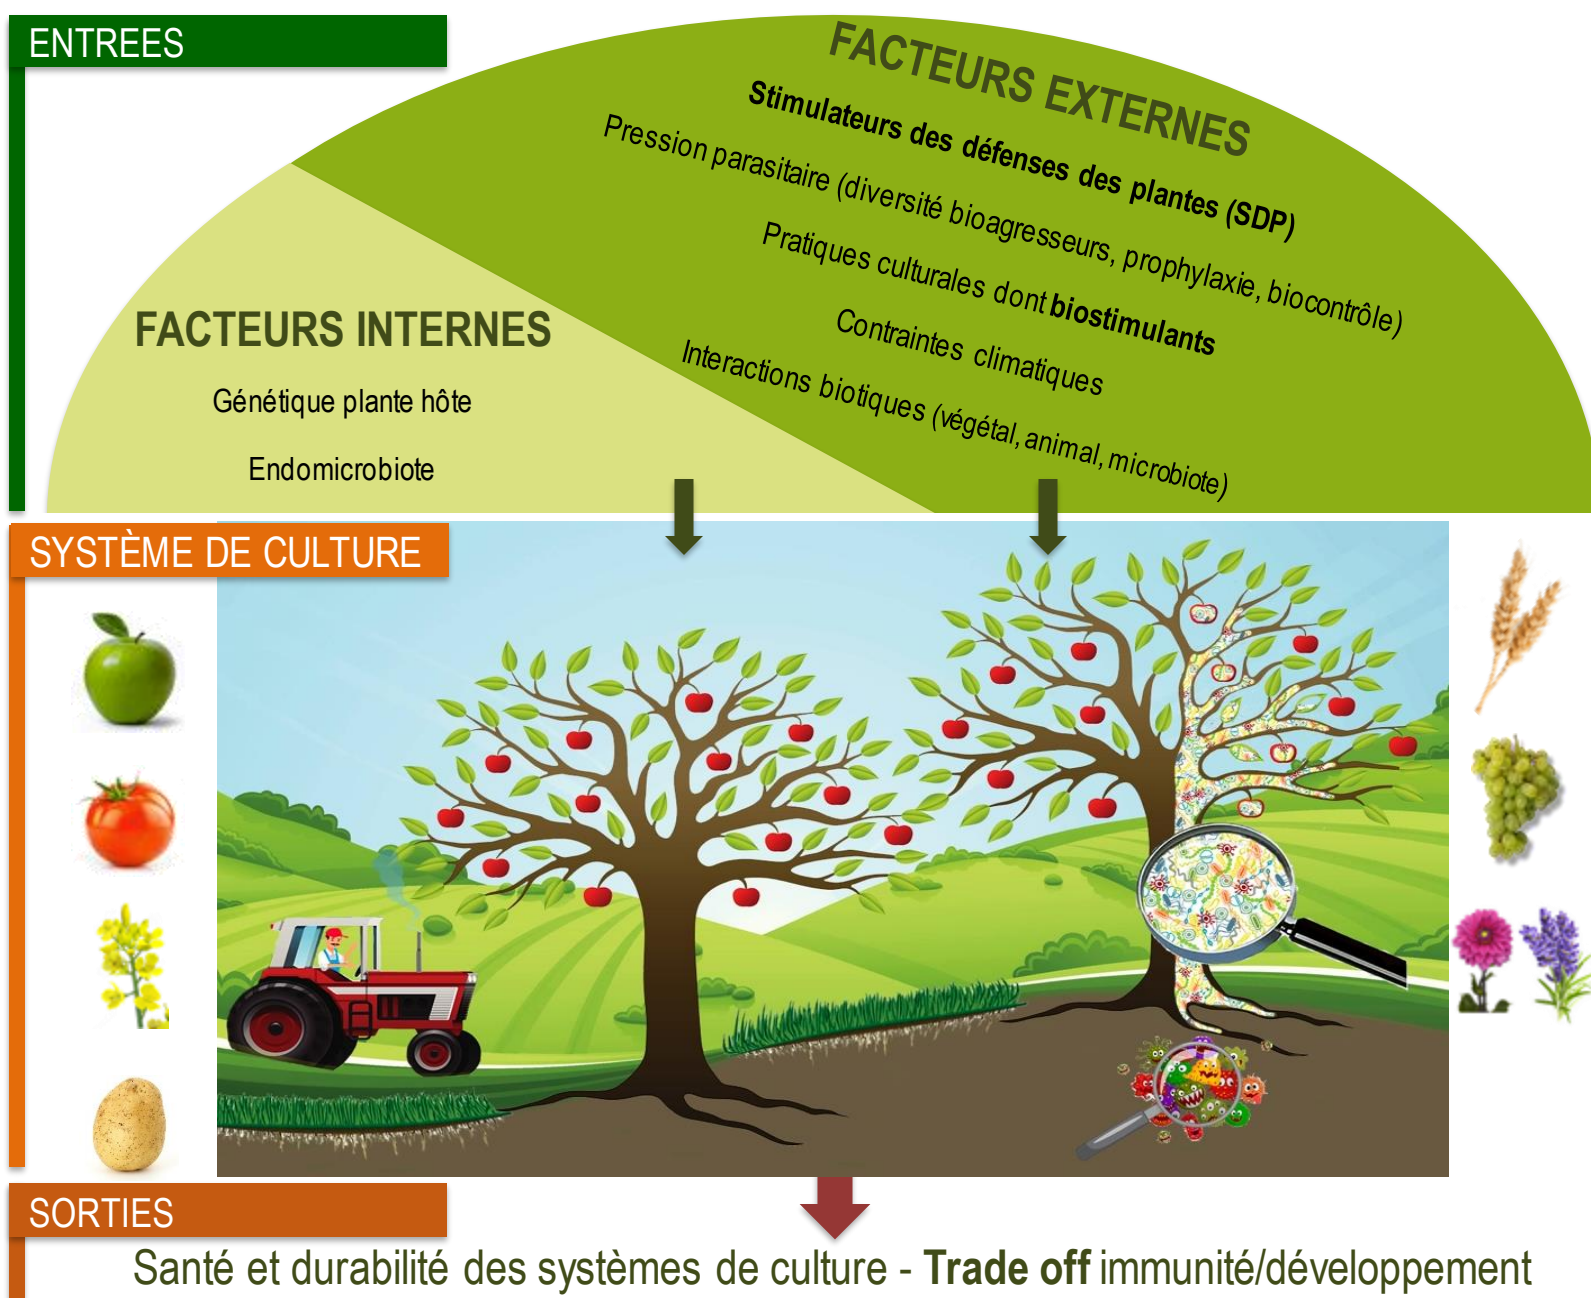 ENTREES
FACTEURS EXTERNES
Stimulateurs des défenses des plantes (SDP)
Pression parasitaire (diversité bioagresseurs, prophylaxie, biocontrôle)
Pratiques culturales dont biostimulants
Contraintes climatiques
Interactions biotiques (végétal, animal, microbiote)
FACTEURS INTERNES
Génétique plante hôte
Endomicrobiote
SYSTÈME DE CULTURE
SORTIES
Santé et durabilité des systèmes de culture - Trade off immunité/développement